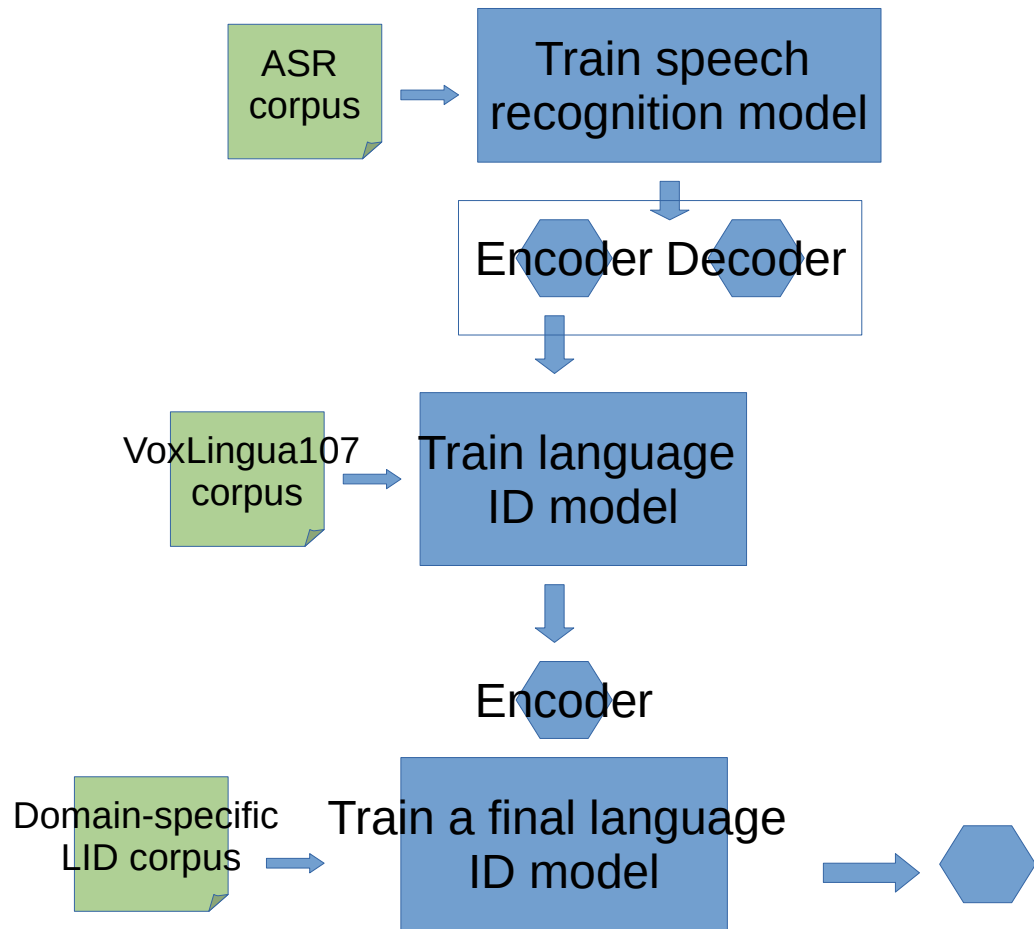 ASR
corpus
Train speech
recognition model
Encoder Decoder
VoxLingua107
corpus
Train language
ID model
Encoder
Domain-specific
LID corpus
Train a final language
ID model